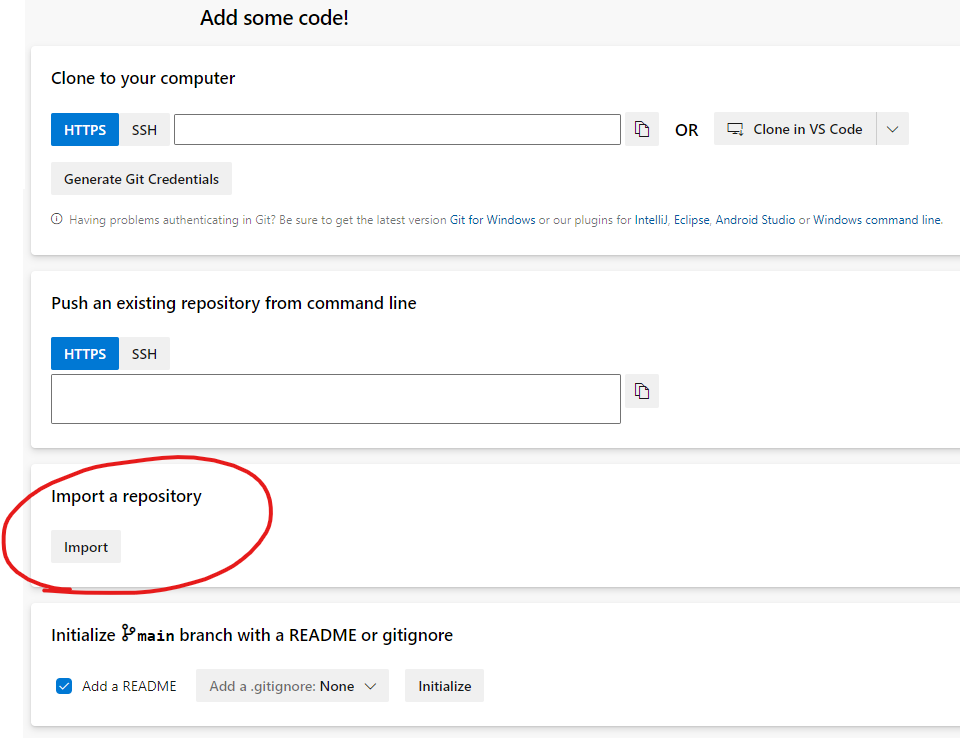 Add some code!
Clone to your computer
HTTPS SSH OR Clone in VS Code
Generate Git Credentials
Having problems authenticating in Git? Be sure to get the latest version Git for Windows or our plugins for IntelliJ, Eclipse, Android Studio or Windows command line.
Push an existing repository from command line
HTTPS SSH
Import a repository
Import
Initialize main branch with a README or gitignore
Add a README Add a .gitignore: None Initialize